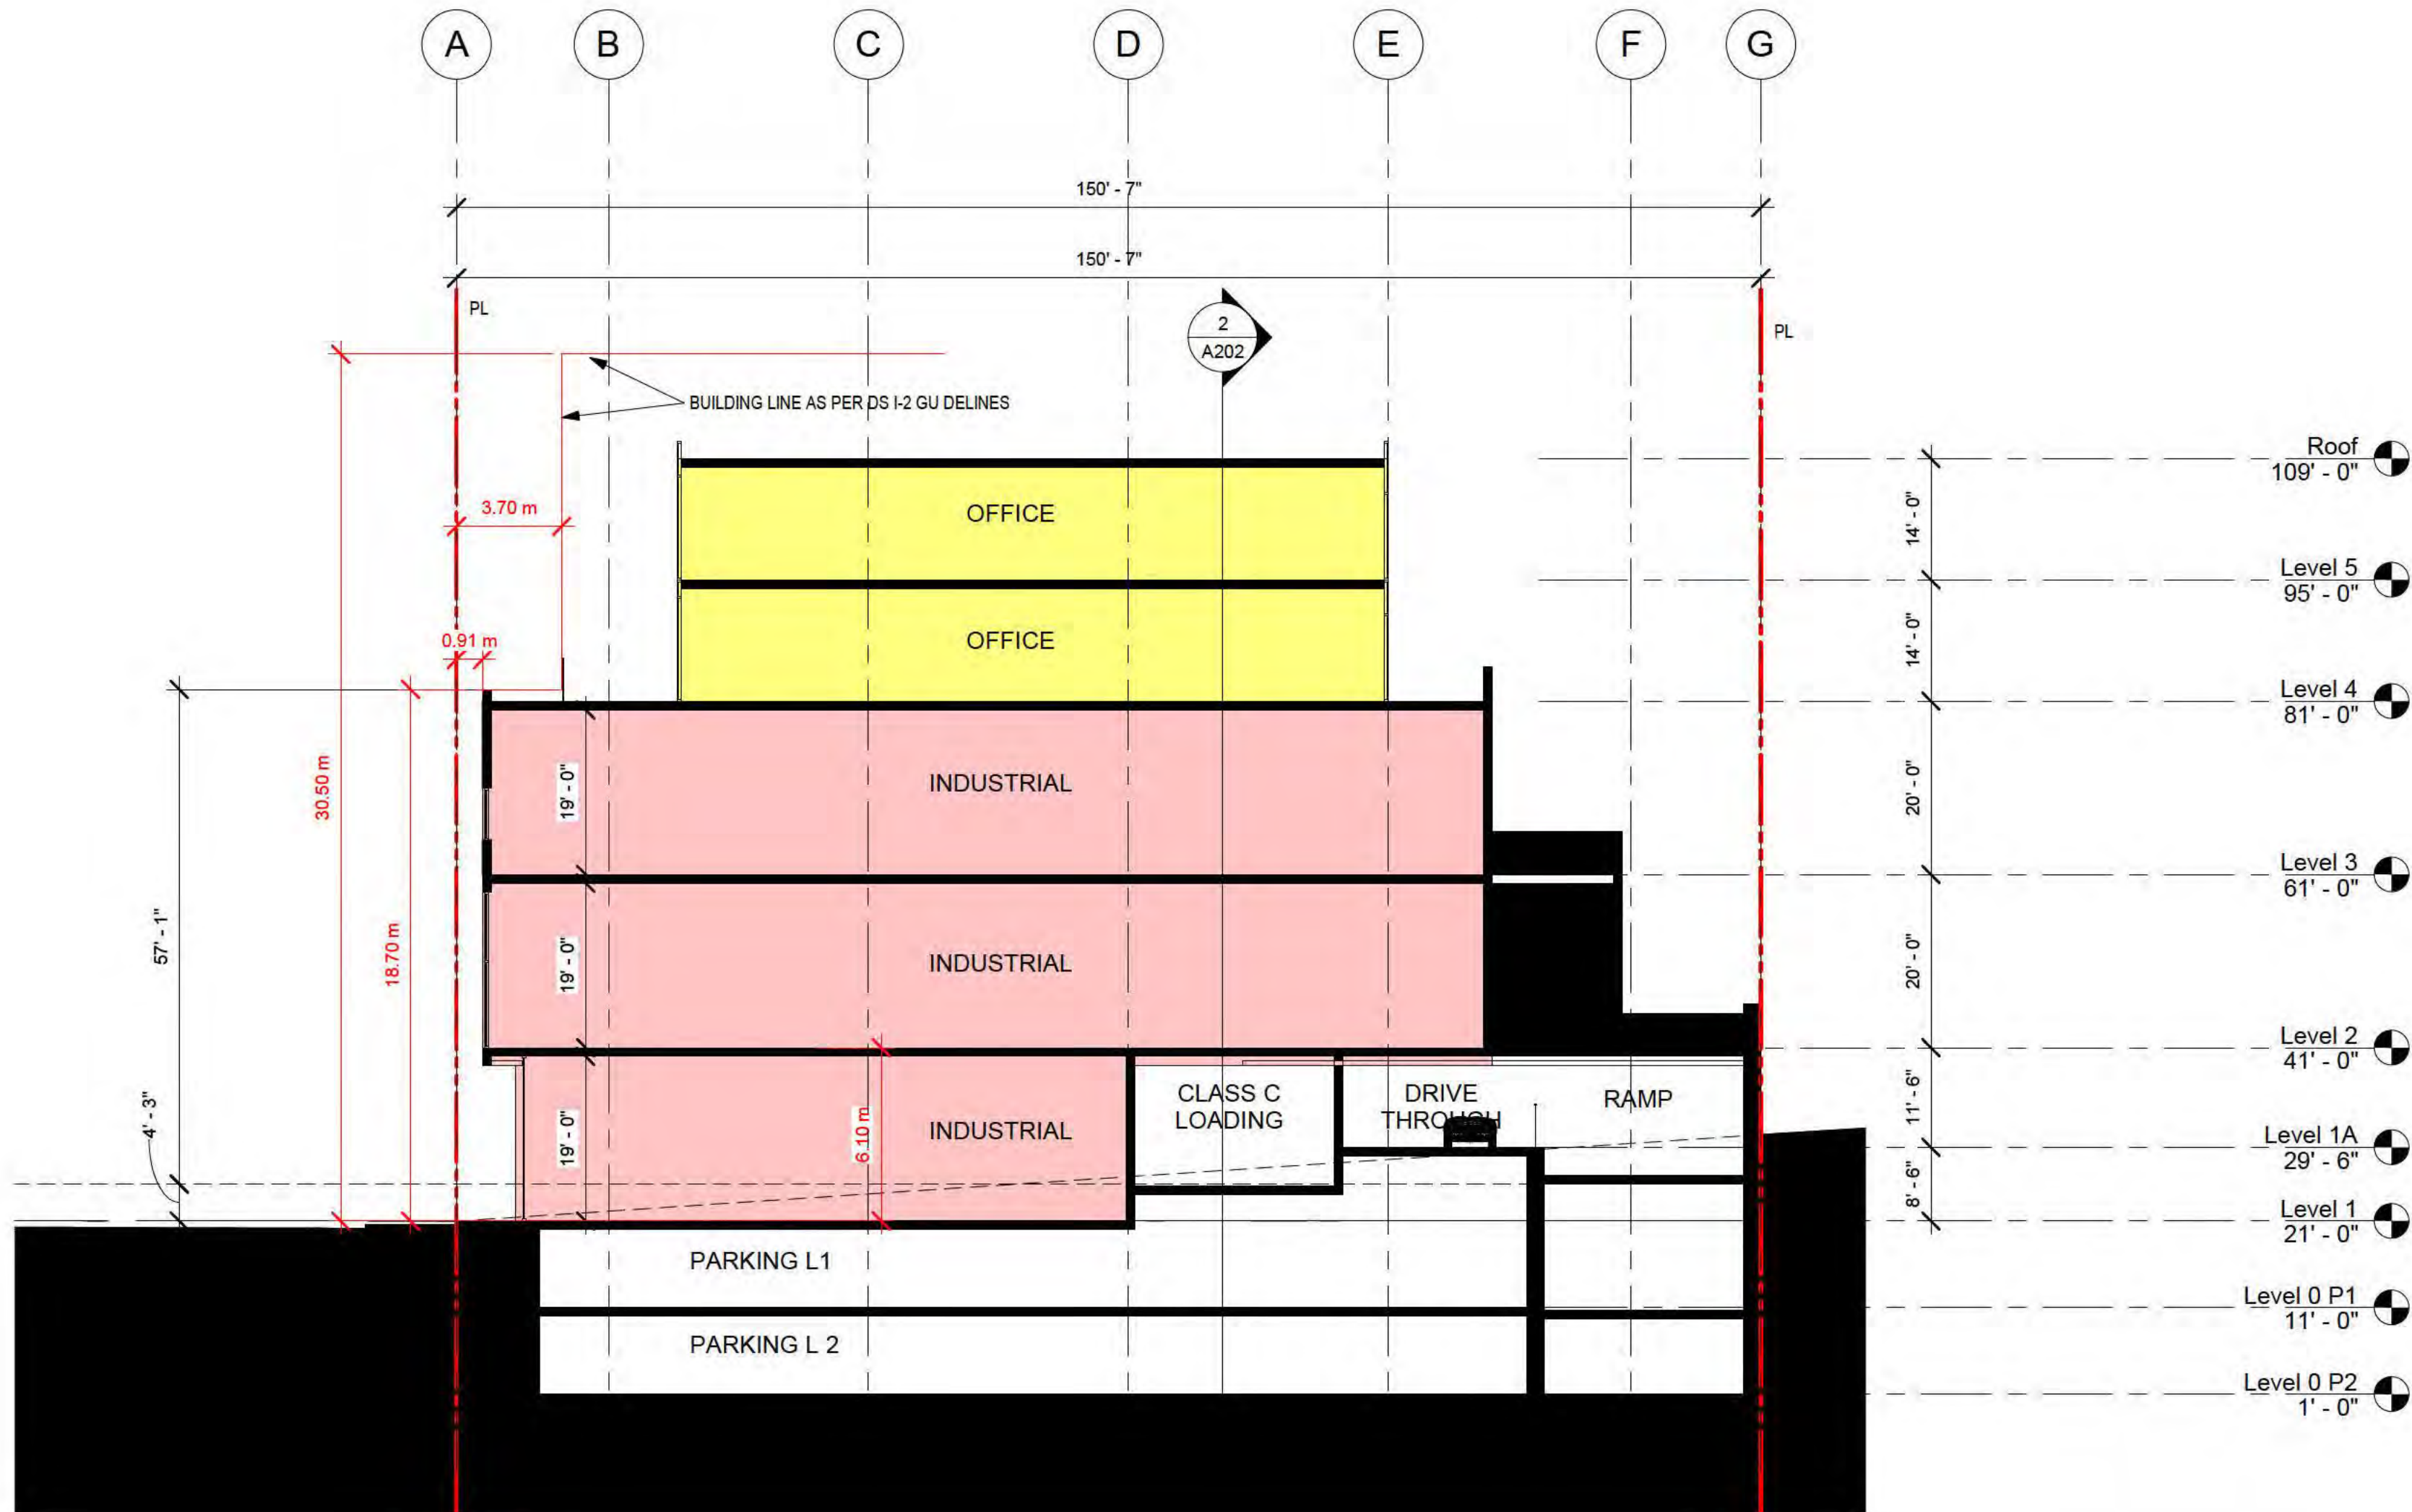 A B C D E F G
150' - 7"
150' - 7"
PL
PL
2
A202
BUILDING LINE AS PER DS I-2 GU DELINES
Roof
109' - 0"
14' - 0"
3.70 m
OFFICE
Level 5
95' - 0"
0.91 m
OFFICE
14' - 0"
Level 4
81' - 0"
30.50 m
19' - 0"
INDUSTRIAL
20' - 0"
Level 3
61' - 0"
57' - 1"
18.70 m
19' - 0"
INDUSTRIAL
20' - 0"
Level 2
41' - 0"
4' - 3"
19' - 0"
6.10 m
INDUSTRIAL
CLASS C
LOADING
DRIVE
THROUGH
RAMP
11' - 6"
Level 1A
29' - 6"
8' - 6"
Level 1
21' - 0"
PARKING L1
Level 0 P1
11' - 0"
PARKING L 2
Level 0 P2
1' - 0"